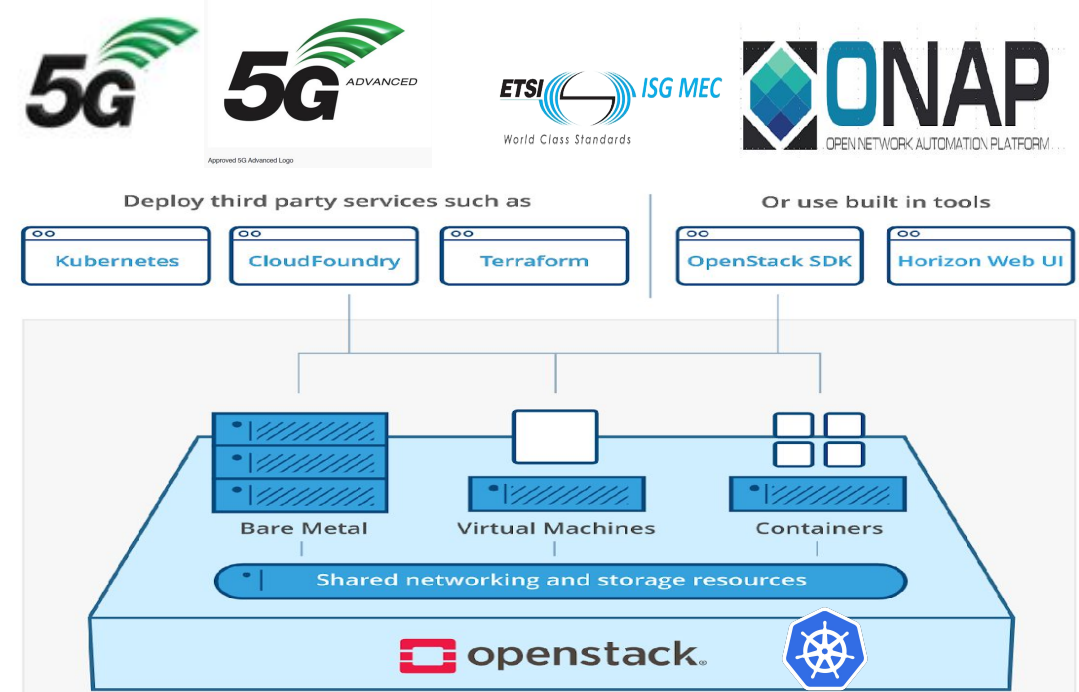 5G
5G ADVANCED
Approved 5G Advanced Logo
ETSI ISG MEC
World Class Standards
ONAP
OPEN NETWORK AUTOMATION PLATFORM
Deploy third party services such as
Or use built in tools
Kubernetes
CloudFoundry
Terraform
OpenStack SDK
Horizon Web UI
Bare Metal
Virtual Machines
Containers
Shared networking and storage resources
openstack®